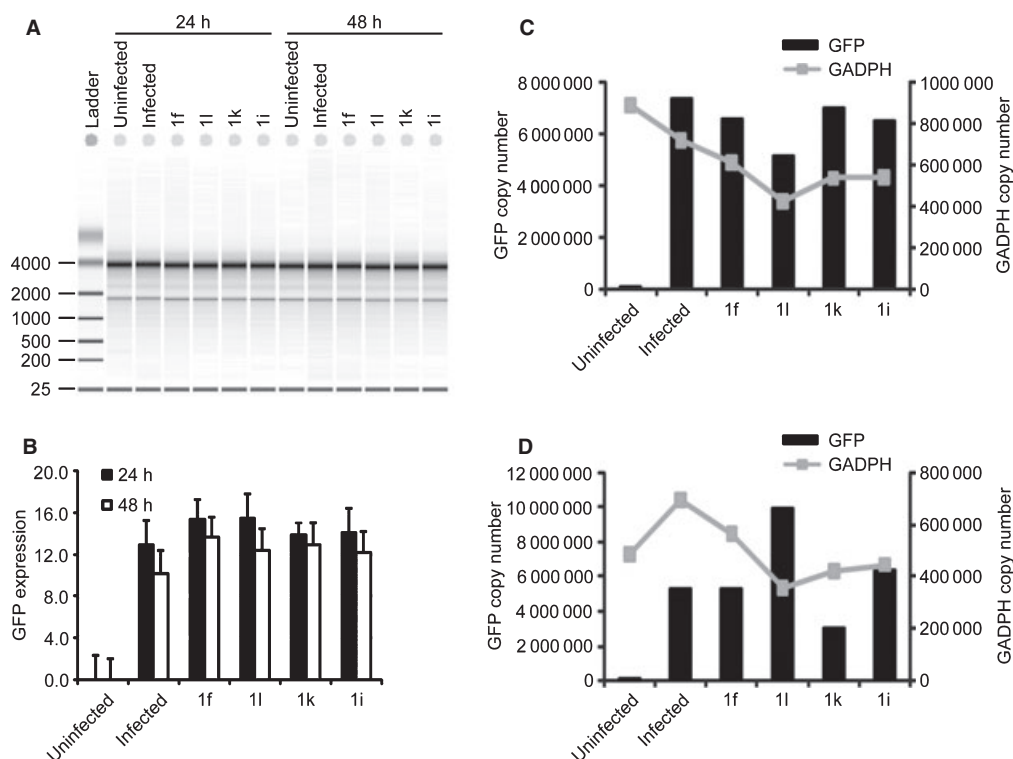 A
24 h
48 h
Ladder
Uninfected
Infected
1f
1l
1k
1i
Uninfected
Infected
1f
1l
1k
1i
4000
2000
1000
500
200
25
B
GFP expression
20.0
16.0
12.0
8.0
4.0
0.0
24 h
48 h
Uninfected
Infected
1f
1l
1k
1i
C
GFP
GADPH
GFP copy number
8 000 000
6 000 000
4 000 000
2 000 000
0
1000 000
800 000
600 000
400 000
200 000
0
GADPH copy number
Uninfected
Infected
1f
1l
1k
1i
D
GFP
GADPH
GFP copy number
12 000 000
10 000 000
8 000 000
6 000 000
4 000 000
2 000 000
0
800 000
600 000
400 000
200 000
0
GADPH copy number
Uninfected
Infected
1f
1l
1k
1i